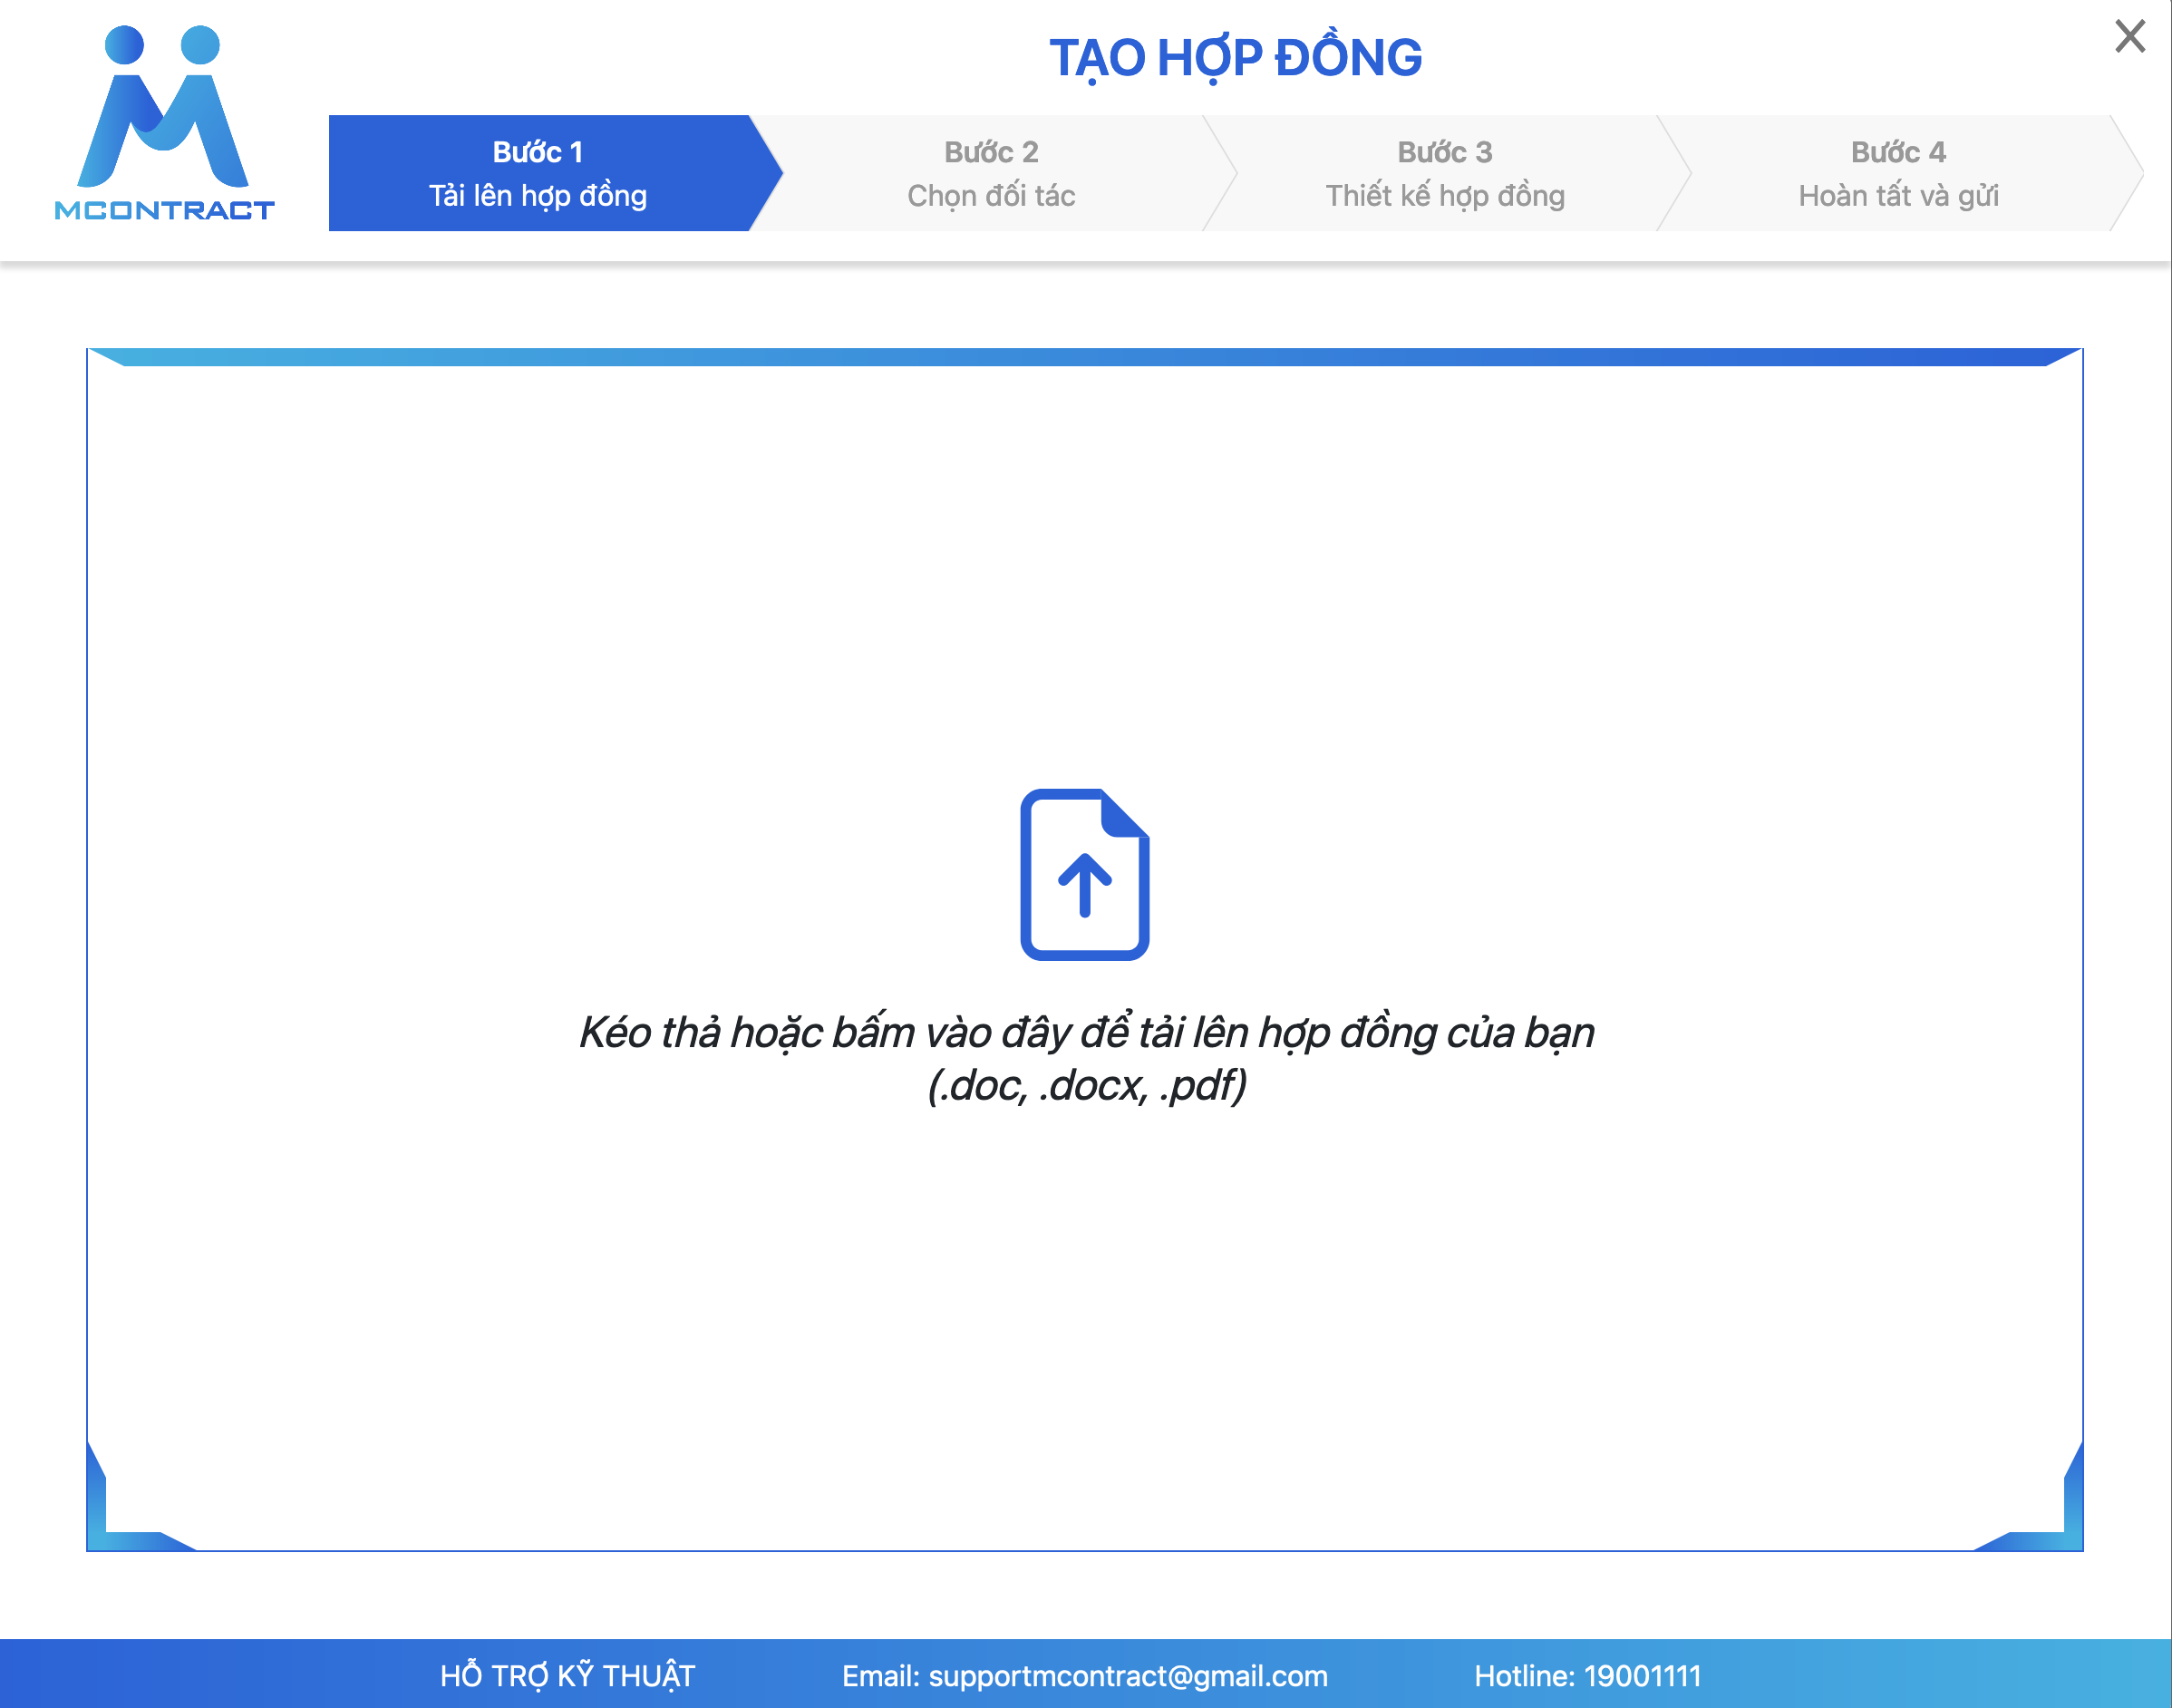 MCONTRACT
TẠO HỢP ĐỒNG
Bước 1
Tải lên hợp đồng
Bước 2
Chọn đối tác
Bước 3
Thiết kế hợp đồng
Bước 4
Hoàn tất và gửi
Kéo thả hoặc bấm vào đây để tải lên hợp đồng của bạn
(.doc, .docx, .pdf)
HỖ TRỢ KỸ THUẬT
Email: supportmcontract@gmail.com
Hotline: 19001111